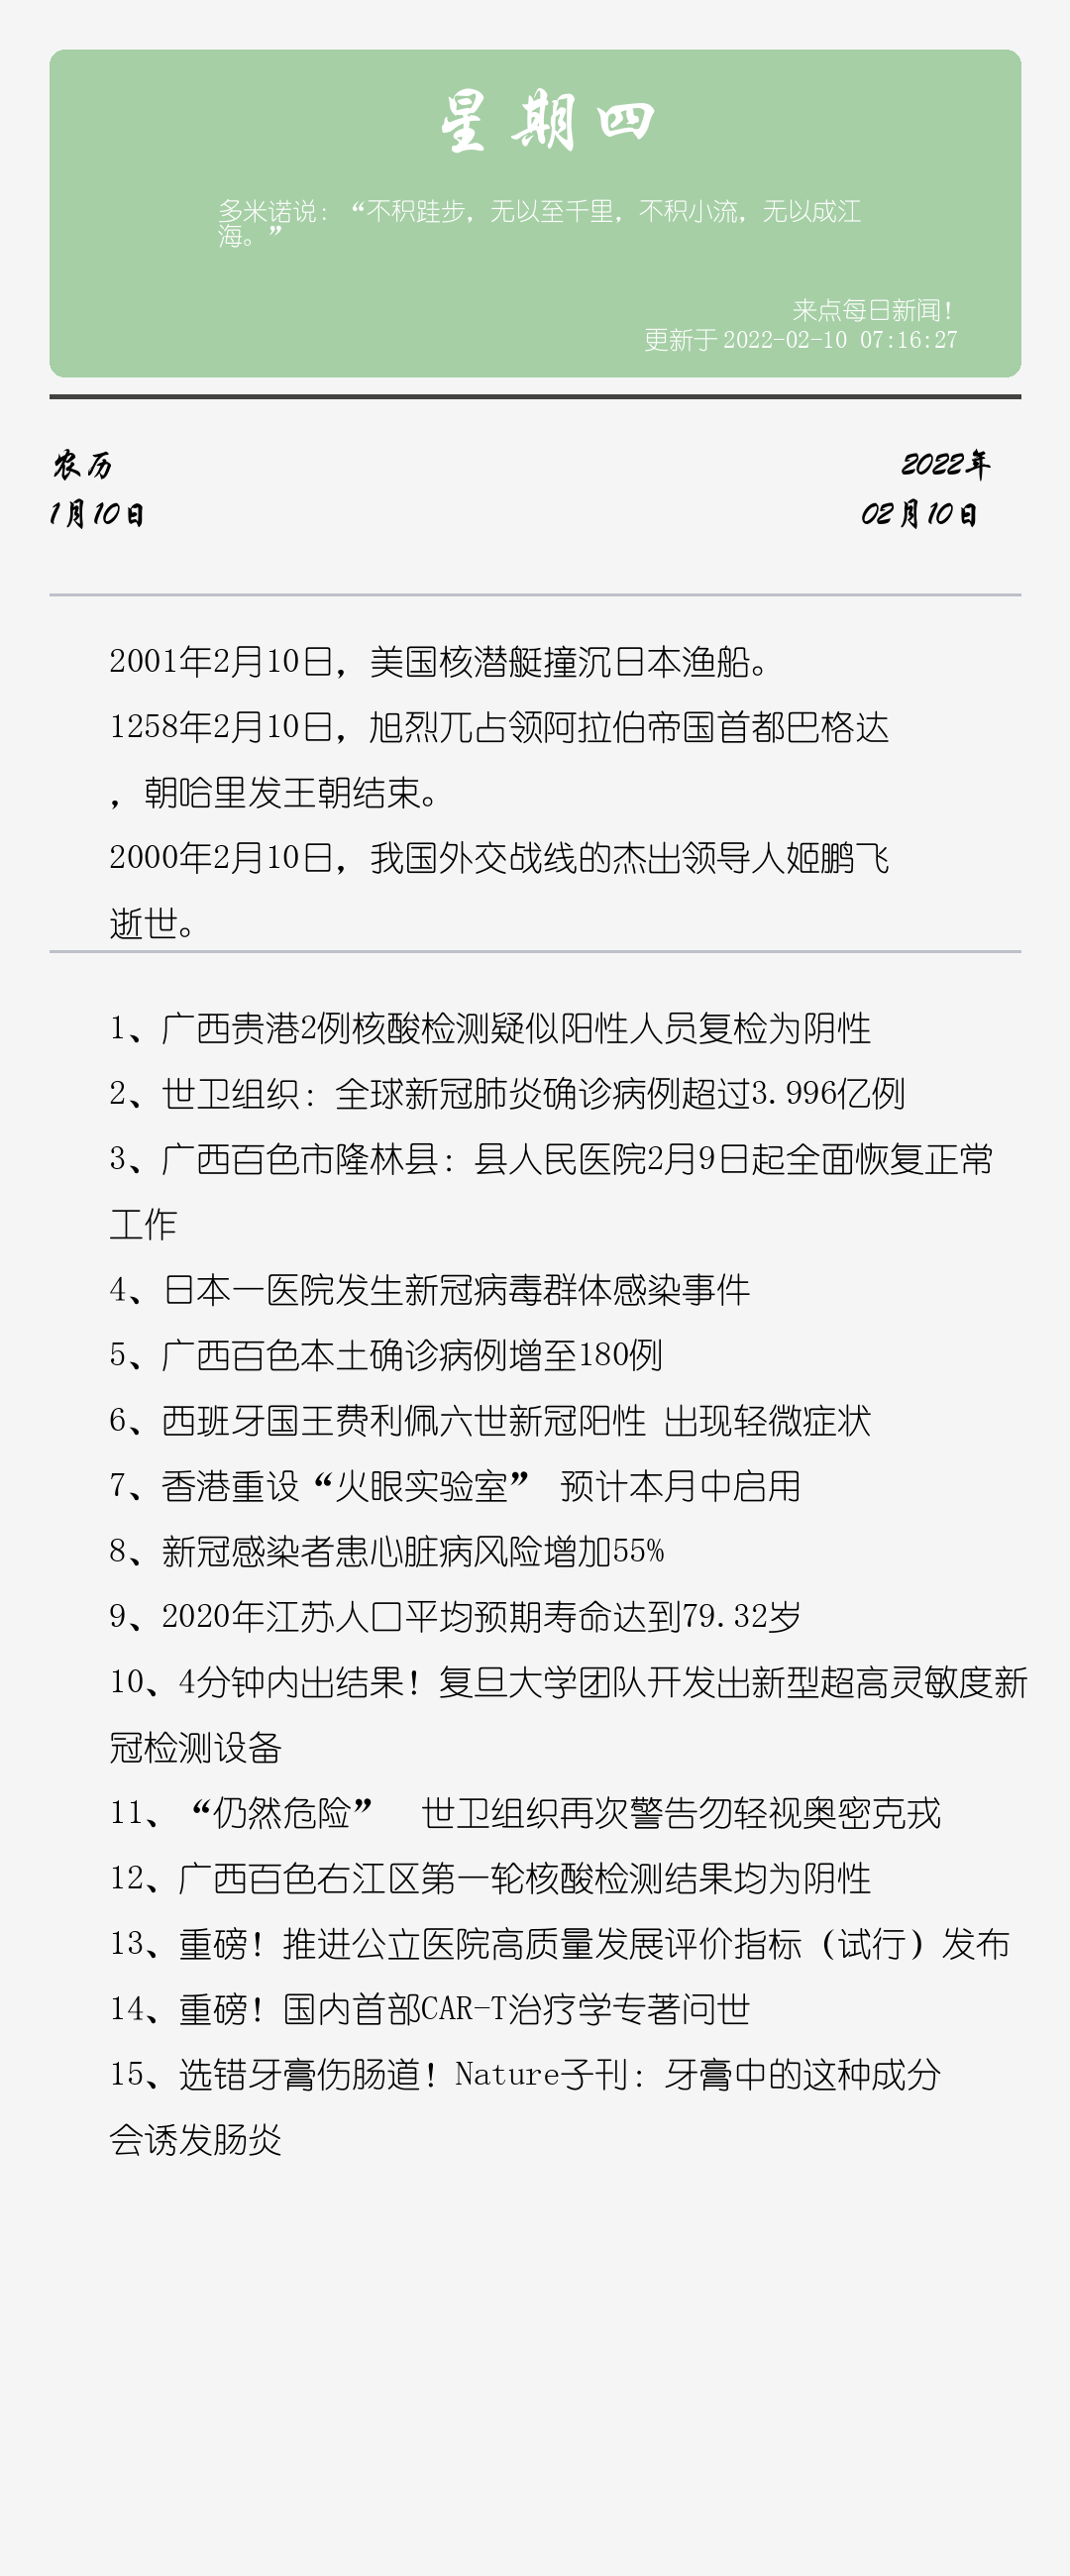 星期四
多米诺说：“不积跬步，无以至千里，不积小流，无以成江
海。”
来点每日新闻！
更新于 2022-02-10 07:16:27
农历
2022年
1月10日
02月10日
2001年2月10日，美国核潜艇撞沉日本渔船。
1258年2月10日，旭烈兀占领阿拉伯帝国首都巴格达
，朝哈里发王朝结束。
2000年2月10日，我国外交战线的杰出领导人姬鹏飞
逝世。
1、广西贵港2例核酸检测疑似阳性人员复检为阴性
2、世卫组织：全球新冠肺炎确诊病例超过3.996亿例
3、广西百色市隆林县：县人民医院2月9日起全面恢复正常
工作
4、日本一医院发生新冠病毒群体感染事件
5、广西百色本土确诊病例增至180例
6、西班牙国王费利佩六世新冠阳性 出现轻微症状
7、香港重设“火眼实验室” 预计本月中启用
8、新冠感染者患心脏病风险增加55%
9、2020年江苏人口平均预期寿命达到79.32岁
10、4分钟内出结果！复旦大学团队开发出新型超高灵敏度新
冠检测设备
11、“仍然危险” 世卫组织再次警告勿轻视奥密克戎
12、广西百色右江区第一轮核酸检测结果均为阴性
13、重磅！推进公立医院高质量发展评价指标（试行）发布
14、重磅！国内首部CAR-T治疗学专著问世
15、选错牙膏伤肠道！Nature子刊：牙膏中的这种成分
会诱发肠炎